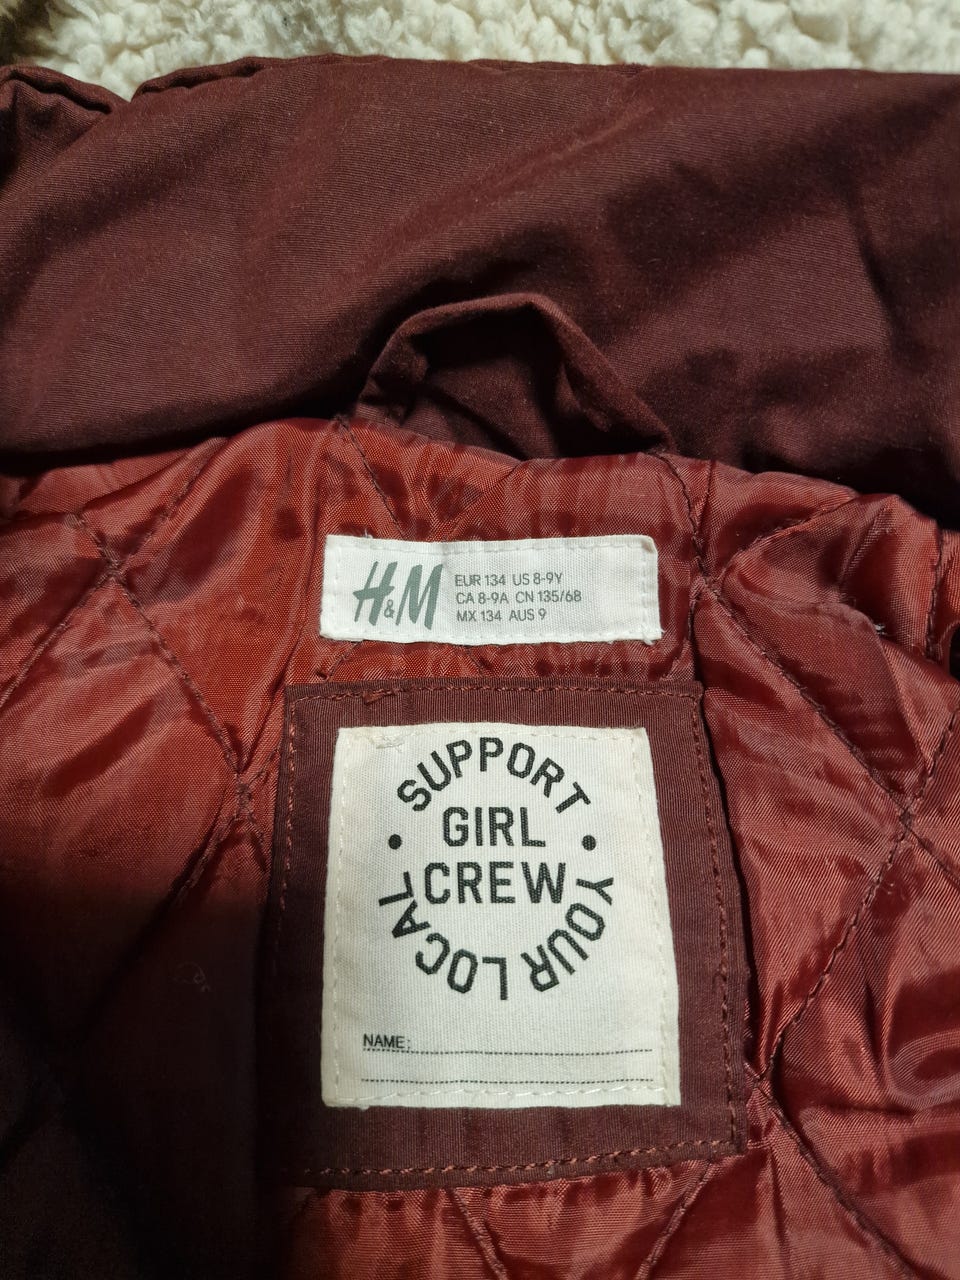 H&M
EUR 134 US 8-9Y
CA 8-9A CN 135/68
MX 134 AUS 9
SUPPORT
GIRL
CREW
YOUR LOCAL
NAME: